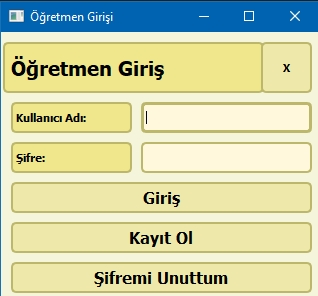 Öğretmen Girişi
Öğretmen Giriş
x
Kullanıcı Adı:
Şifre:
Giriş
Kayıt Ol
Şifremi Unuttum